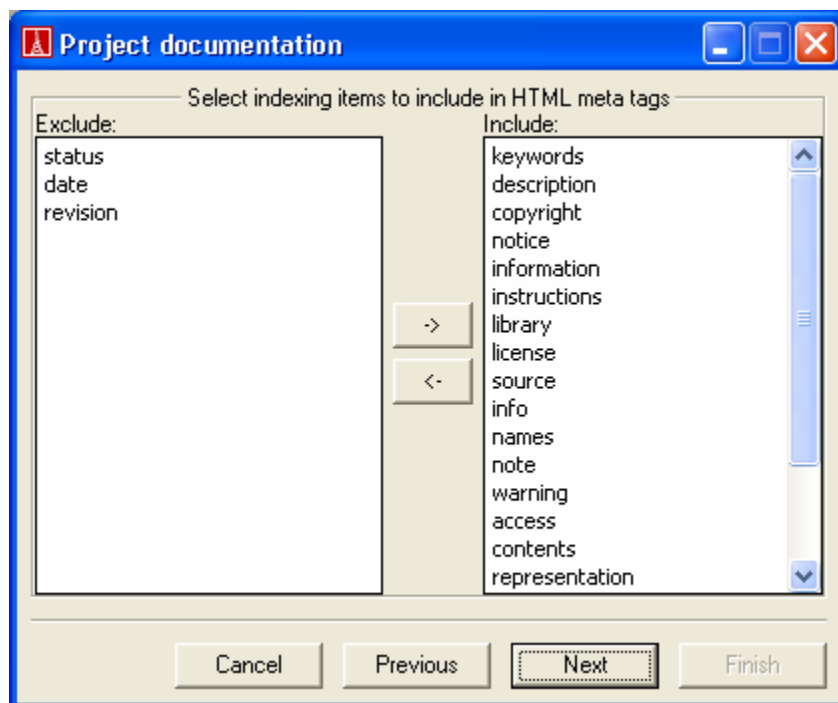 Project documentation
Select indexing items to include in HTML meta tags
Exclude:
status
date
revision
->
<-
Include:
keywords
description
copyright
notice
information
instructions
library
license
source
info
names
note
warning
access
contents
representation
Cancel
Previous
Next
Finish